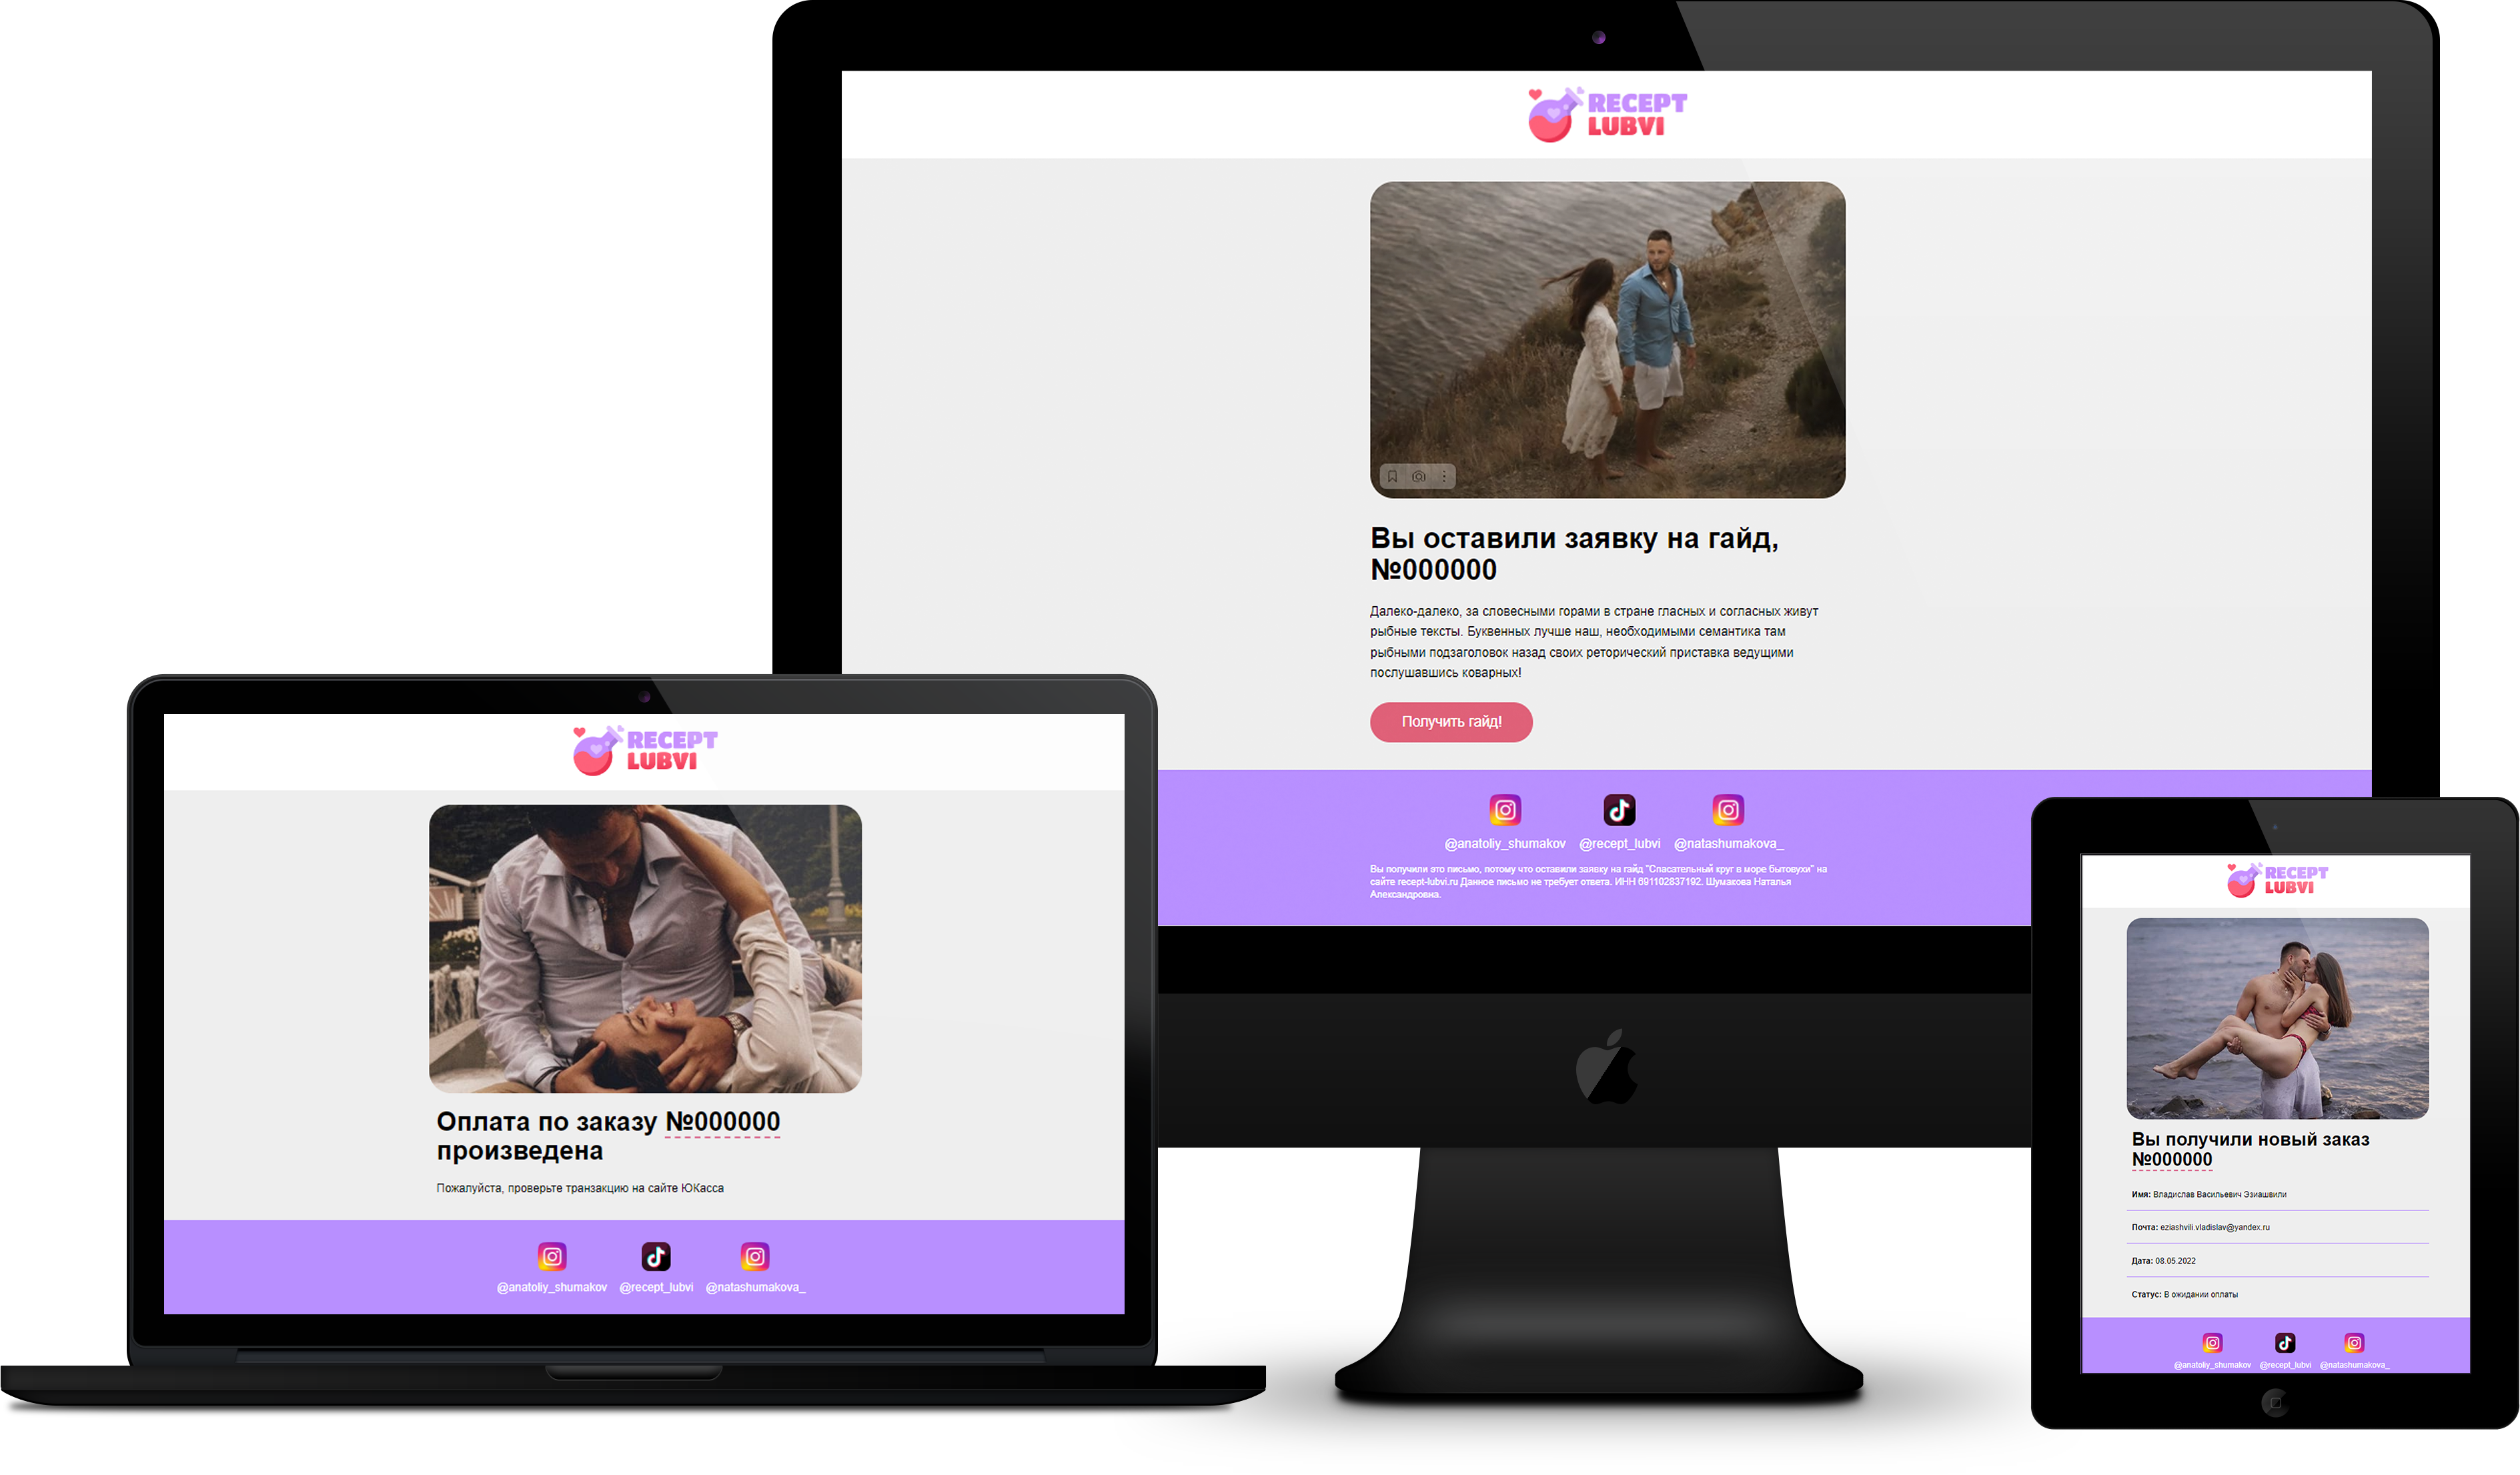 RECEPT
LUBVI
Вы оставили заявку на гайд,
№000000
Далеко-далеко, за словесными горами в стране гласных и согласных живут
рыбные тексты. Буквенных лучше наш, необходимыми семантика там
рыбными подзаголовок назад своих реторический приставка ведущими
послушавшись коварных!
Получить гайд!
@anatoliy_shumakov @recept_lubvi @natashumakova_
Вы получили это письмо, потому что оставили заявку на гайд "Спасательный круг в море бытовухи" на
сайте recept-lubvi.ru Данное письмо не требует ответа. ИНН 691102837192. Шумакова Наталья
Александровна.
RECEPT
LUBVI
Оплата по заказу №000000
произведена
Пожалуйста, проверьте транзакцию на сайте ЮКасса
@anatoliy_shumakov @recept_lubvi @natashumakova_
RECEPT
LUBVI
Вы получили новый заказ
№000000
Имя: Владислав Васильевич Эзиашвили
Почта: eziashvili.vladislav@yandex.ru
Дата: 08.05.2022
Статус: В ожидании оплаты
@anatoliy_shumakov @recept_lubvi @natashumakova_